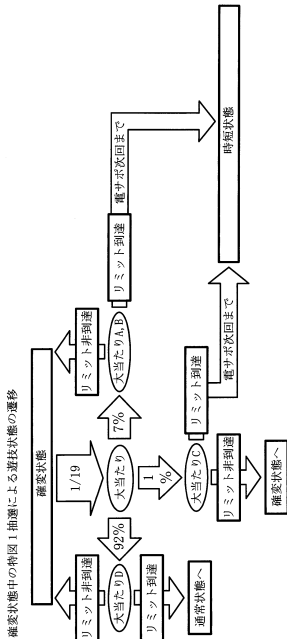 確変状態中の特図1抽選による遊技状態の遷移
確変状態
1/19
大当たり
92%
7%
1
%
大当たりD
リミット非到達
リミット到達
通常状態へ
大当たりA,B
リミット非到達
リミット到達
電サポ次回まで
大当たりC
リミット非到達
確変状態へ
リミット到達
電サポ次回まで
時短状態